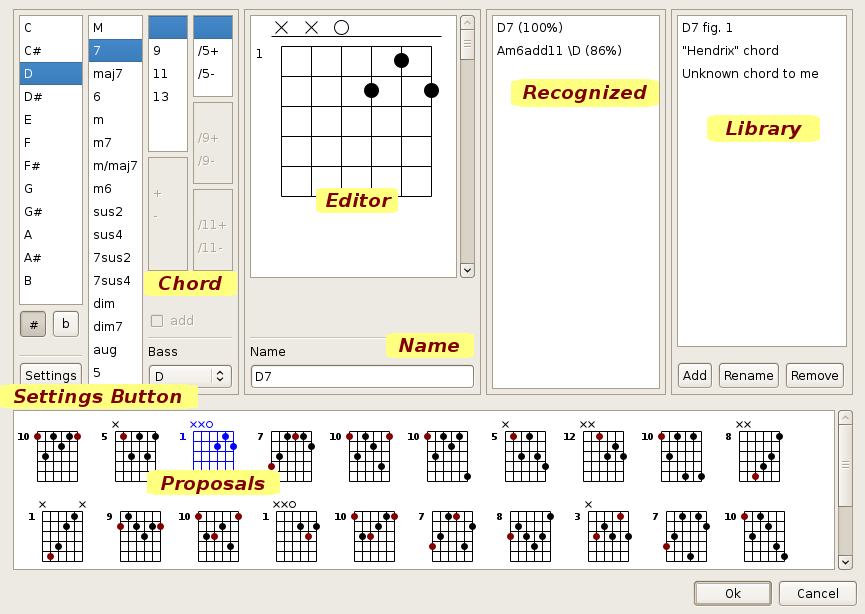 C
C#
D
D#
E
F
F#
G
G#
A
A#
B
# b
Settings
Settings Button
M
7
maj7
6
m
m7
m/maj7
m6
sus2
sus4
7sus2
7sus4
dim
dim7
aug
5
9
11
13
+
-
/5+
/5-
/9+
/9-
/11+
/11-
Chord
add
Bass
D
1
Editor
Name
Name
D7
D7 (100%)
Am6add11 \D (86%)
Recognized
D7 fig. 1
"Hendrix" chord
Unknown chord to me
Library
Add Rename Remove
10 5 1 7 10 10 5 12 10 8
Proposals
1 9 10 1 10 7 8 3 7 10
Ok Cancel